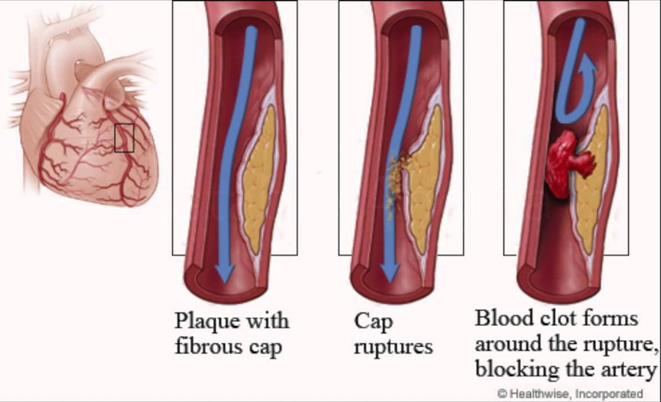 Plaque with
fibrous cap
Cap
ruptures
Blood clot forms
around the rupture,
blocking the artery
© Healthwise, Incorporated